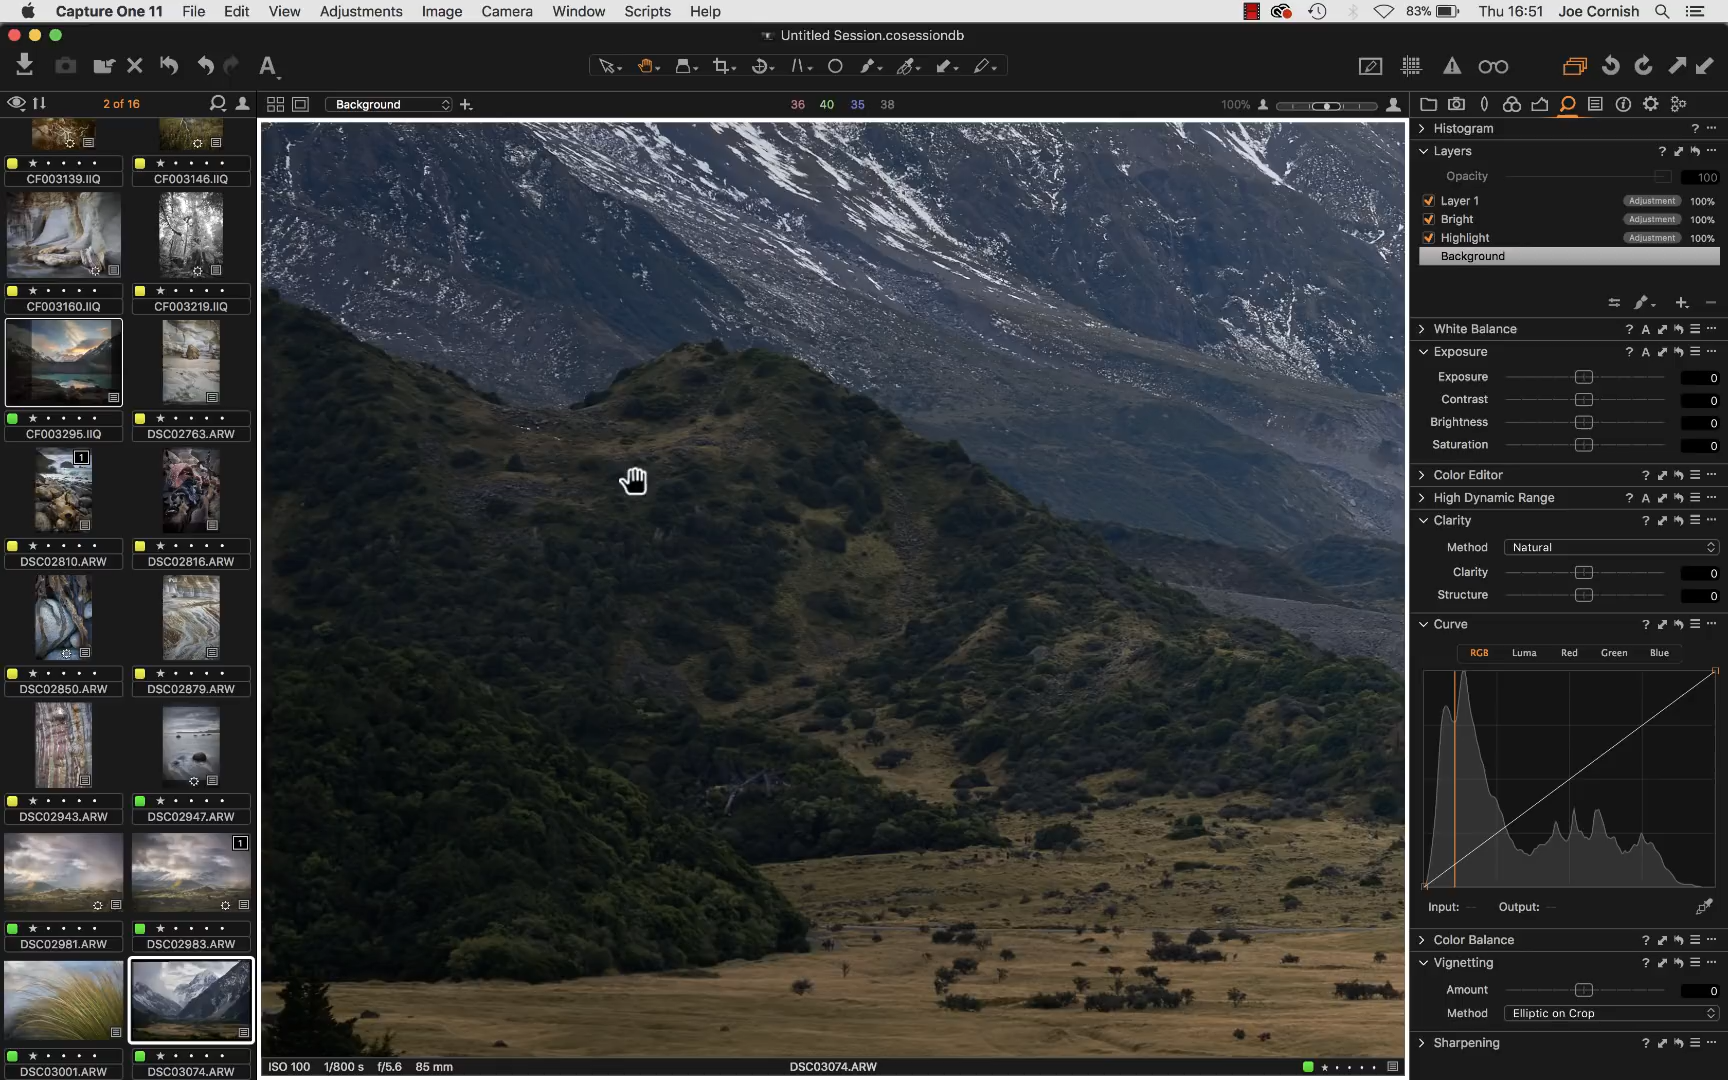 Capture One 11 File Edit View Adjustments Image Camera Window Scripts Help 83% Thu 16:51 Joe Cornish
Untitled Session.cosessiondb
A
2 of 16 Background 36 40 35 38 100%
CF003139.IIQ CF003146.IIQ
CF003160.IIQ CF003219.IIQ
CF003295.IIQ DSC02763.ARW
1
DSC02810.ARW DSC02816.ARW
DSC02850.ARW DSC02879.ARW
DSC02943.ARW DSC02947.ARW
1
DSC02981.ARW DSC02983.ARW
DSC03001.ARW DSC03074.ARW
ISO 100 1/800 s f/5.6 85 mm DSC03074.ARW
Histogram ?
Layers ?
Opacity 100
Layer 1 Adjustment 100%
Bright Adjustment 100%
Highlight Adjustment 100%
Background
White Balance ? A
Exposure ? A
Exposure 0
Contrast 0
Brightness 0
Saturation 0
Color Editor ?
High Dynamic Range ? A
Clarity ?
Method Natural
Clarity 0
Structure 0
Curve ?
RGB Luma Red Green Blue
Input: -- Output: --
Color Balance ?
Vignetting ?
Amount 0
Method Elliptic on Crop
Sharpening ?